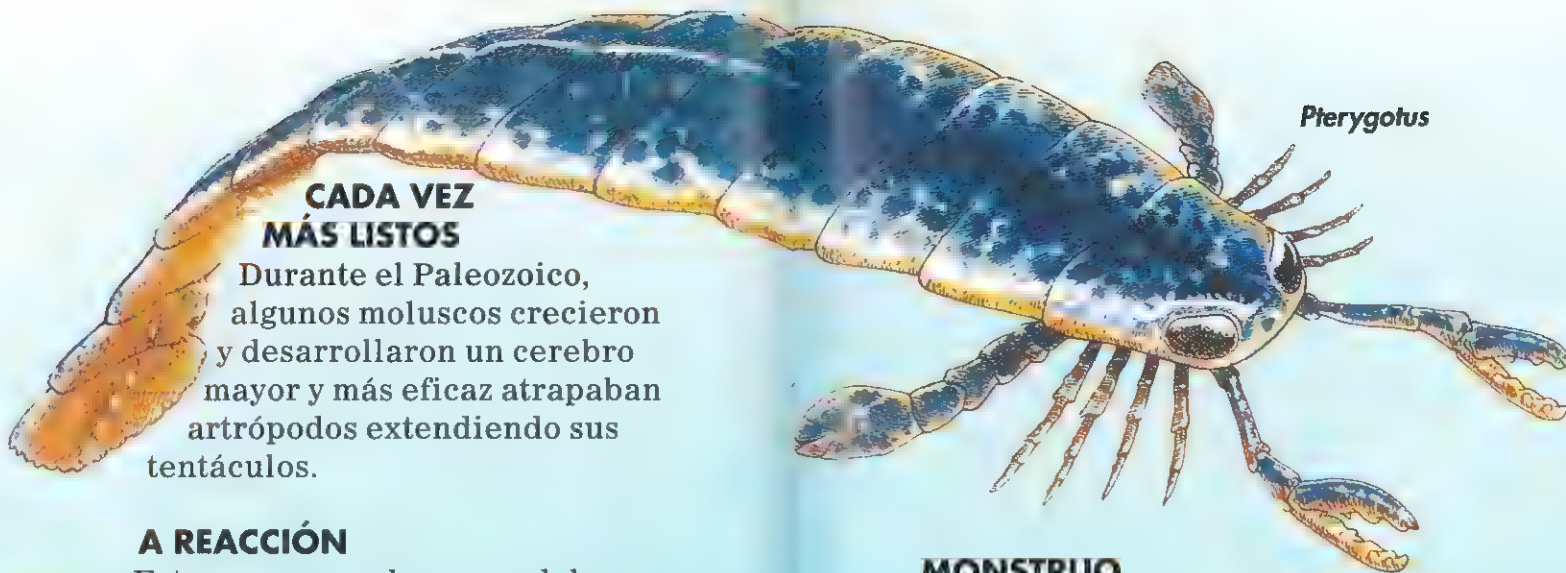 Pterygotus
CADA VEZ
MÁS LISTOS
Durante el Paleozoico,
algunos moluscos crecieron
y desarrollaron un cerebro
mayor y más eficaz atrapaban
artrópodos extendiendo sus
tentáculos.
A REACCIÓN
MONSTRUO